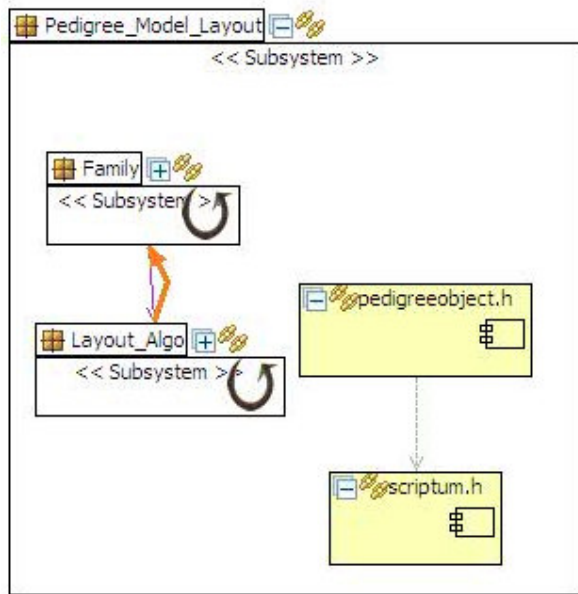 Pedigree_Model_Layout
<< Subsystem >>
Family
<< Subsystem >
pedigreeobject.h
Layout_Algo
<< Subsystem >>
scriptum.h